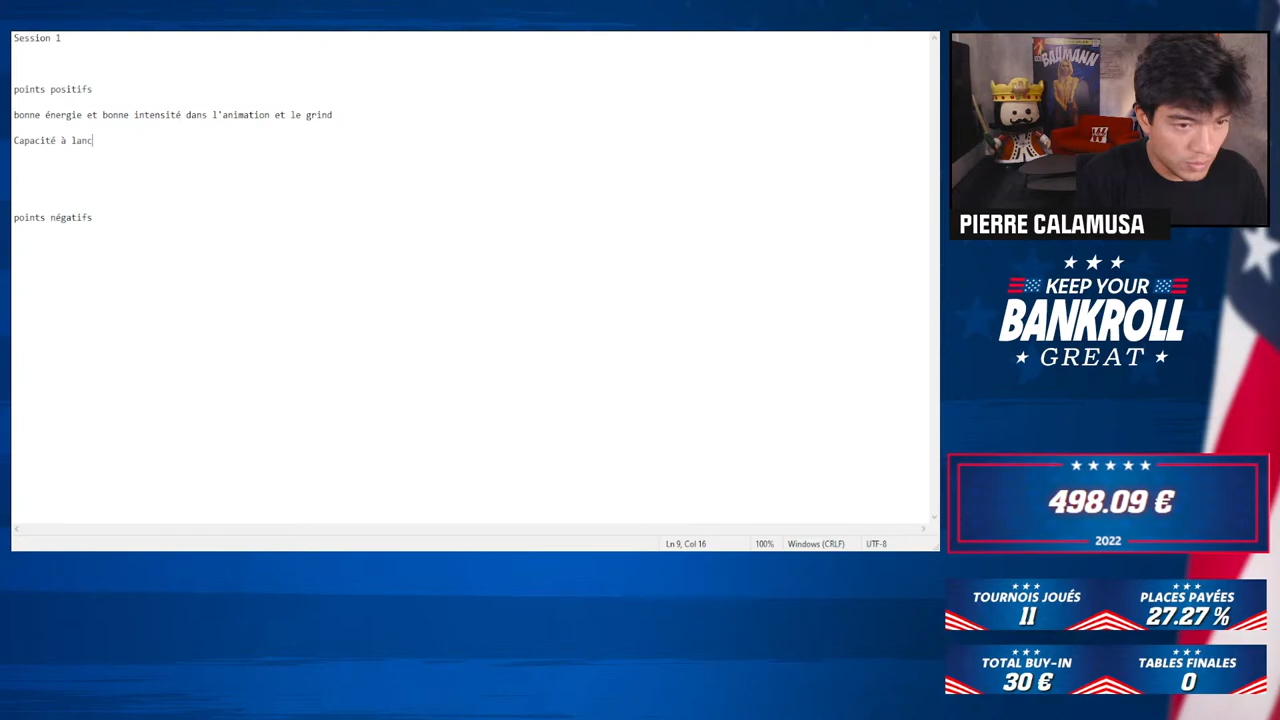 Session 1
points positifs
bonne énergie et bonne intensité dans l'animation et le grind
Capacité à lanc
points négatifs
Ln 9, Col 16
100%
Windows (CRLF)
UTF-8
BAUMANN
W
PIERRE CALAMUSA
KEEP YOUR
BANKROLL
GREAT
498.09 €
2022
TOURNOIS JOUÉS
11
PLACES PAYÉES
27.27 %
TOTAL BUY-IN
30 €
TABLES FINALES
0